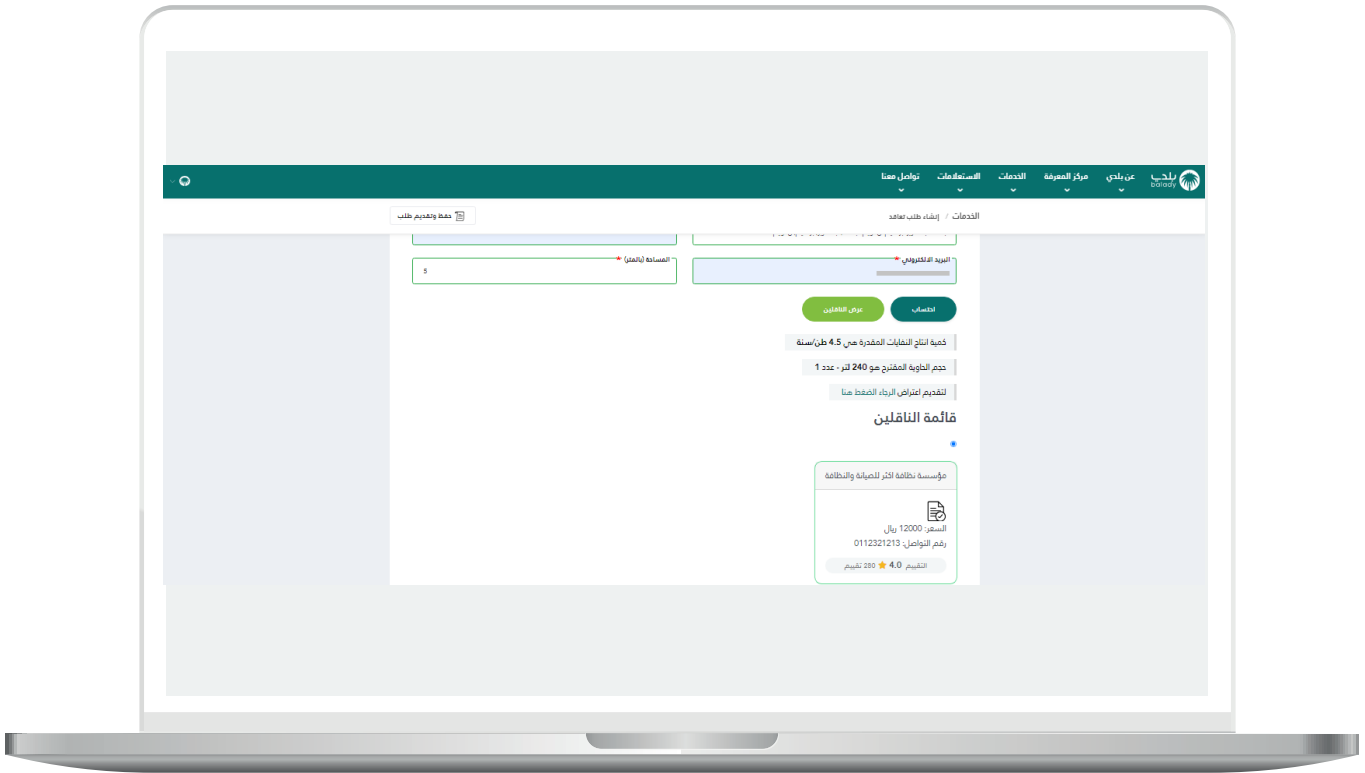 بلدي
balady
عن بلدي
مركز المعرفة
الخدمات
الاستعلامات
تواصل معنا
الخدمات / إنشاء طلب تعاقد
حفظ وتقديم طلب
البريد الالكتروني *
المساحة (بالمتر) *
5
احتساب
عرض الناقلين
كمية انتاج النفايات المقدرة هي 4.5 طن/سنة
حجم الحاوية المقترح هو 240 لتر - عدد 1
لتقديم اعتراض الرجاء الضغط هنا
قائمة الناقلين
مؤسسة نظافة اكثر للصيانة والنظافة
السعر: 12000 ريال
رقم التواصل: 0112321213
التقييم 4.0 280 تقييم